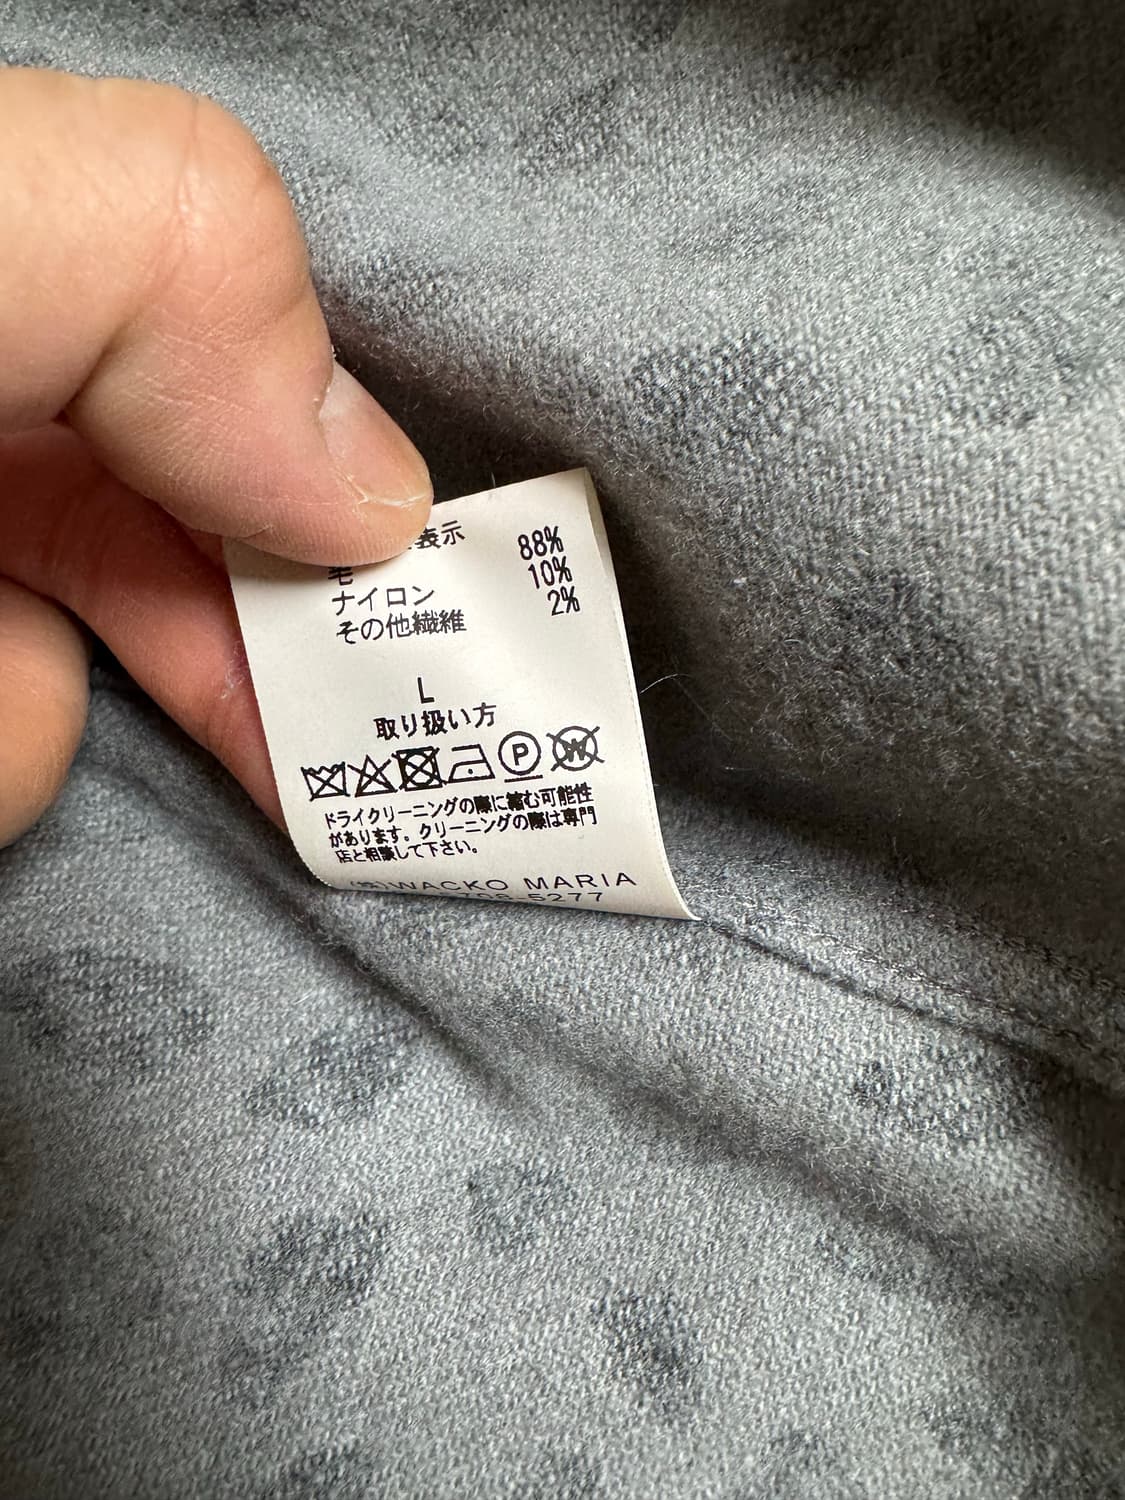 表示
毛 88%
ナイロン 10%
その他繊維 2%
L
取り扱い方
P W
ドライクリーニングの際に縮む可能性
があります。クリーニングの際は専門
店と相談して下さい。
(株)WACKO MARIA
5277